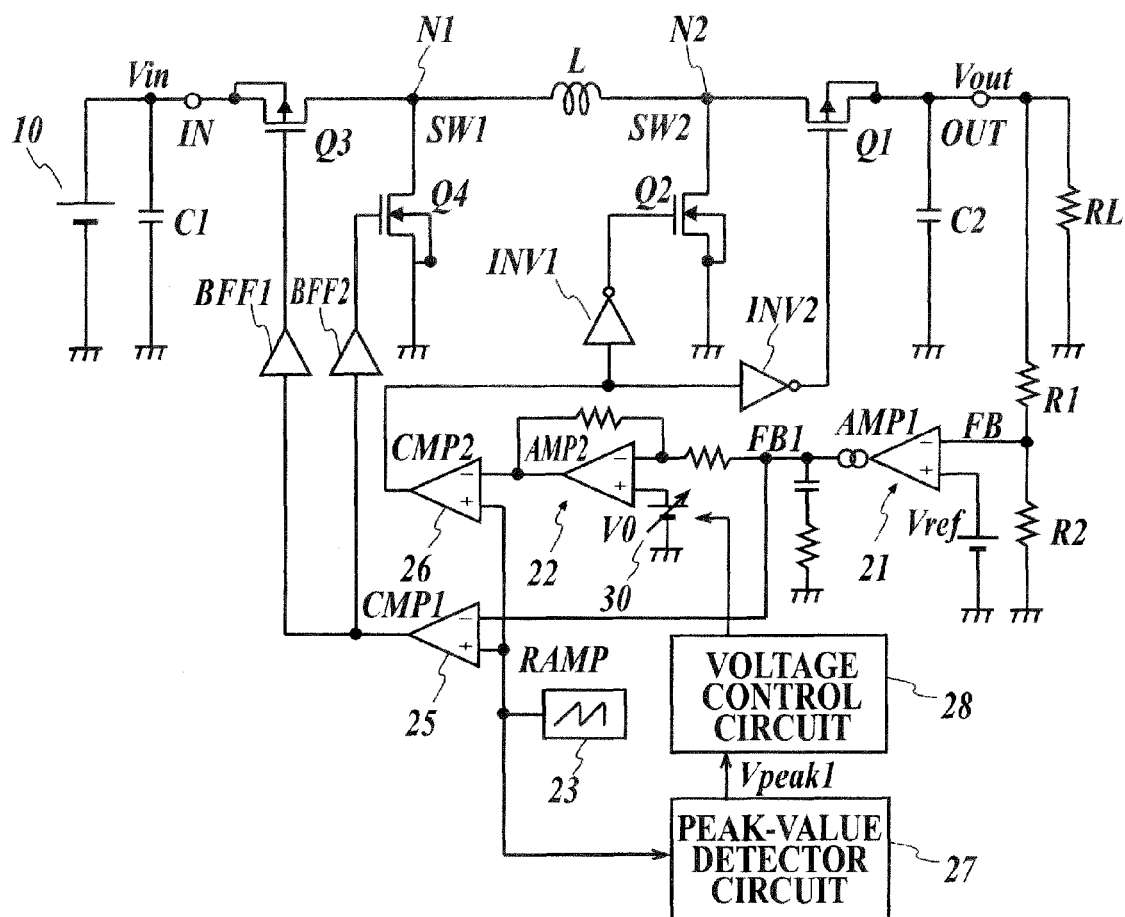 N1
N2
Vin
L
Vout
10
IN
Q3
SW1
SW2
Q1
OUT
C1
Q4
Q2
C2
RL
INV1
BFF1
BFF2
INV2
R1
CMP2
AMP2
FB1
AMP1
FB
V0
Vref
R2
26
22
30
21
CMP1
RAMP
25
23
VOLTAGE
CONTROL
CIRCUIT
28
Vpeak1
PEAK-VALUE
DETECTOR
CIRCUIT
27